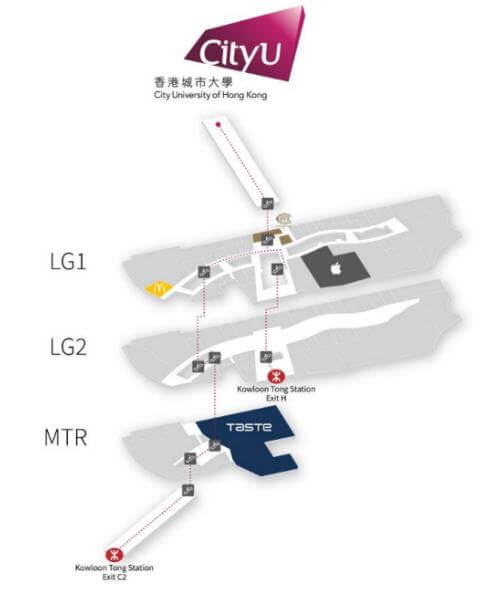 CityU
香港城市大學
City University of Hong Kong
LG1
LG2
Kowloon Tong Station
Exit H
MTR
TASTE
Kowloon Tong Station
Exit C2